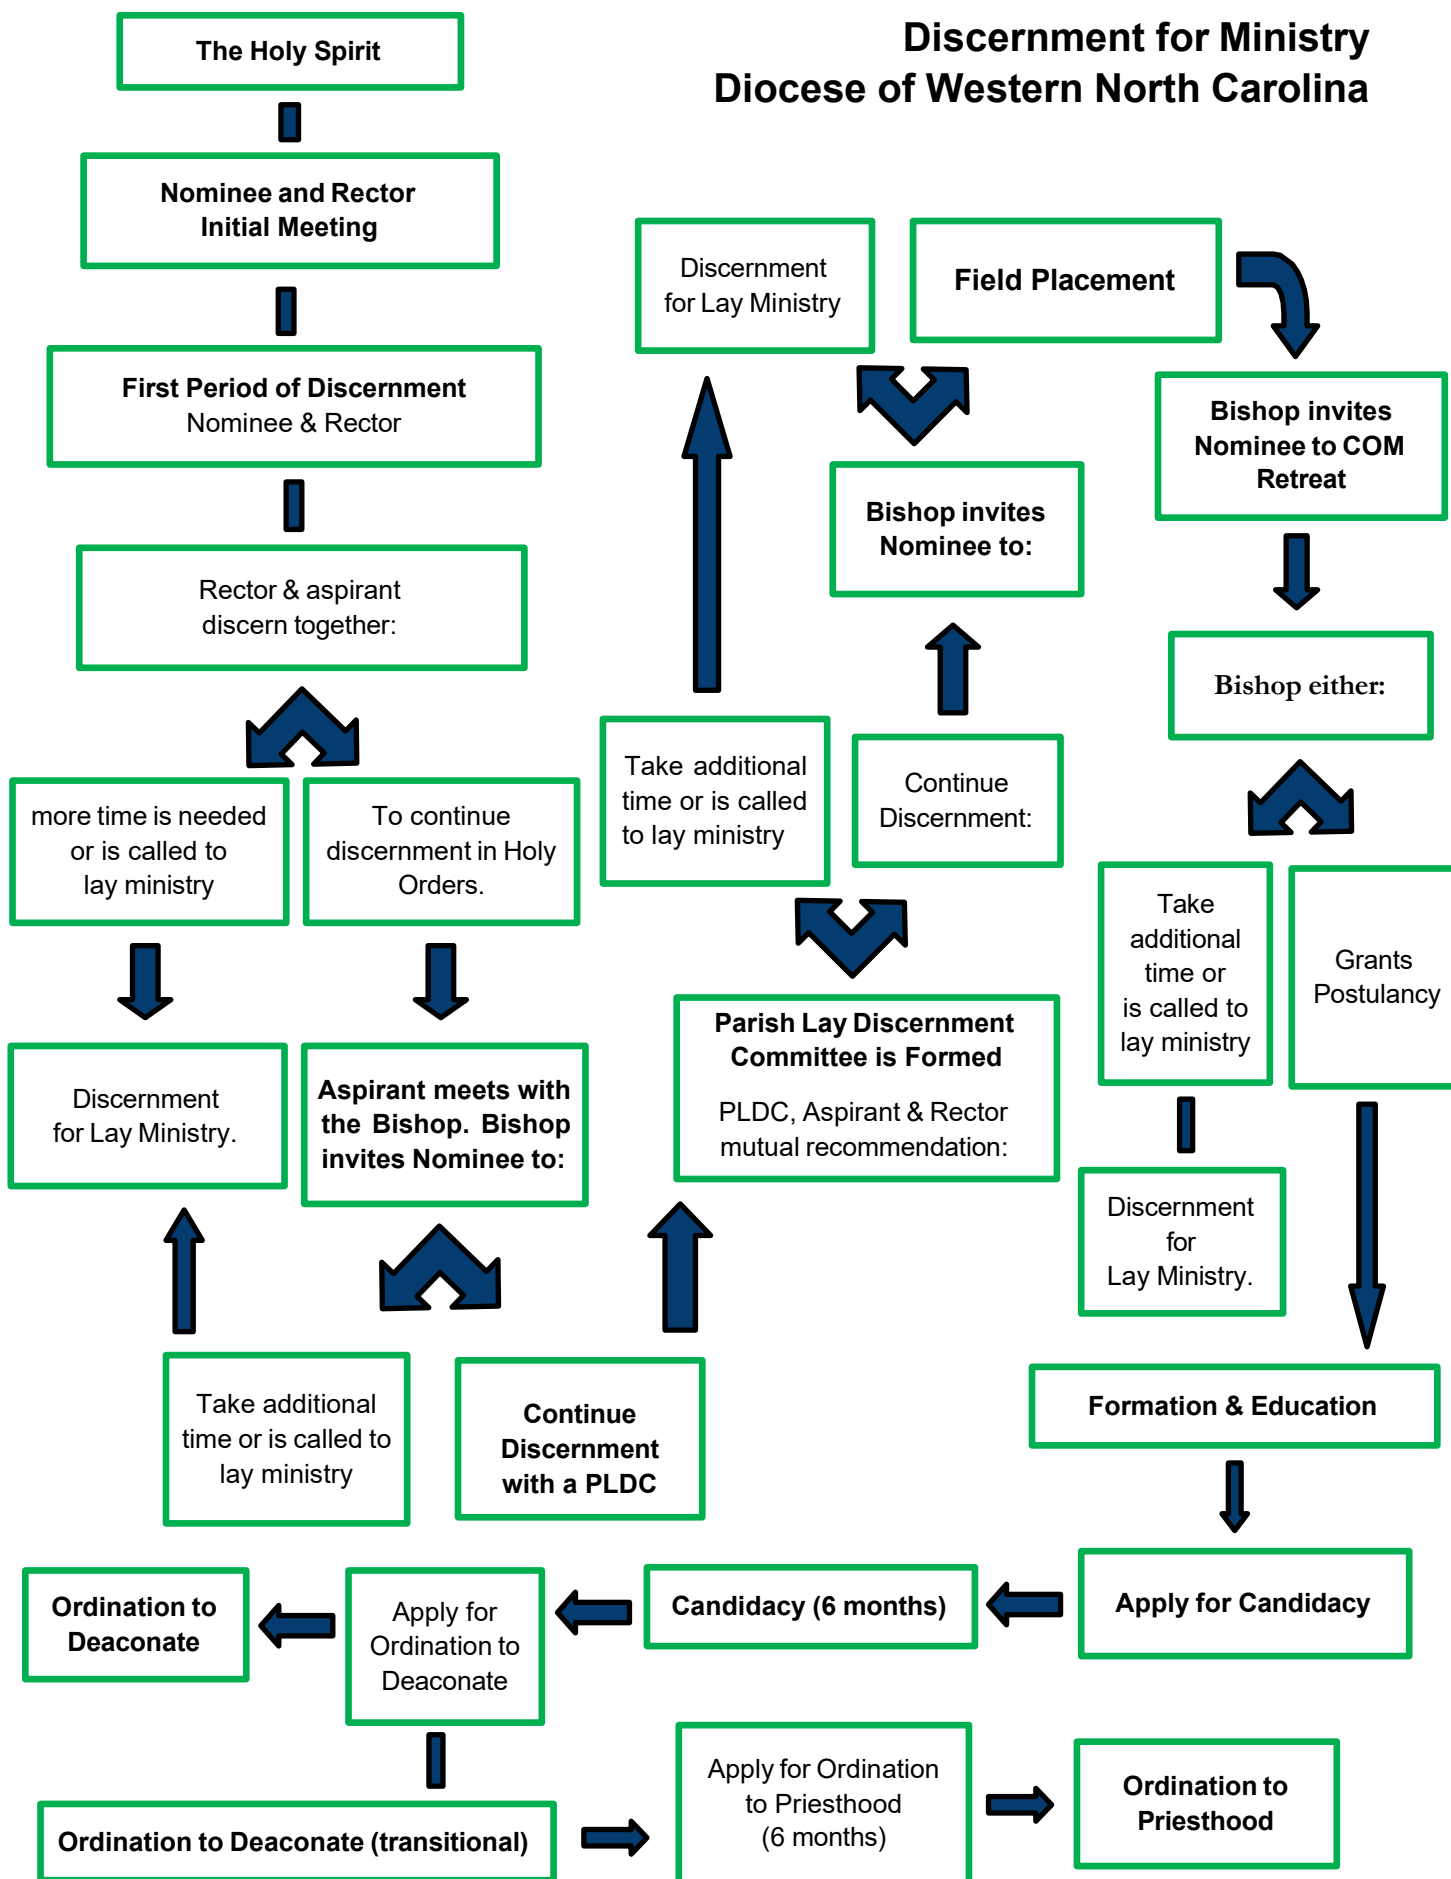 Discernment for Ministry
Diocese of Western North Carolina
The Holy Spirit
Nominee and Rector
Initial Meeting
First Period of Discernment
Nominee & Rector
Rector & aspirant
discern together:
more time is needed
or is called to
lay ministry
To continue
discernment in Holy
Orders.
Discernment
for Lay Ministry.
Aspirant meets with
the Bishop. Bishop
invites Nominee to:
Take additional
time or is called to
lay ministry
Continue
Discernment
with a PLDC
Parish Lay Discernment
Committee is Formed
PLDC, Aspirant & Rector
mutual recommendation:
Take additional
time or is called
to lay ministry
Continue
Discernment:
Discernment
for Lay Ministry
Bishop invites
Nominee to:
Field Placement
Bishop invites
Nominee to COM
Retreat
Bishop either:
Take
additional
time or
is called to
lay ministry
Grants
Postulancy
Discernment
for
Lay Ministry.
Formation & Education
Apply for Candidacy
Candidacy (6 months)
Apply for
Ordination to
Deaconate
Ordination to
Deaconate
Ordination to Deaconate (transitional)
Apply for Ordination
to Priesthood
(6 months)
Ordination to
Priesthood